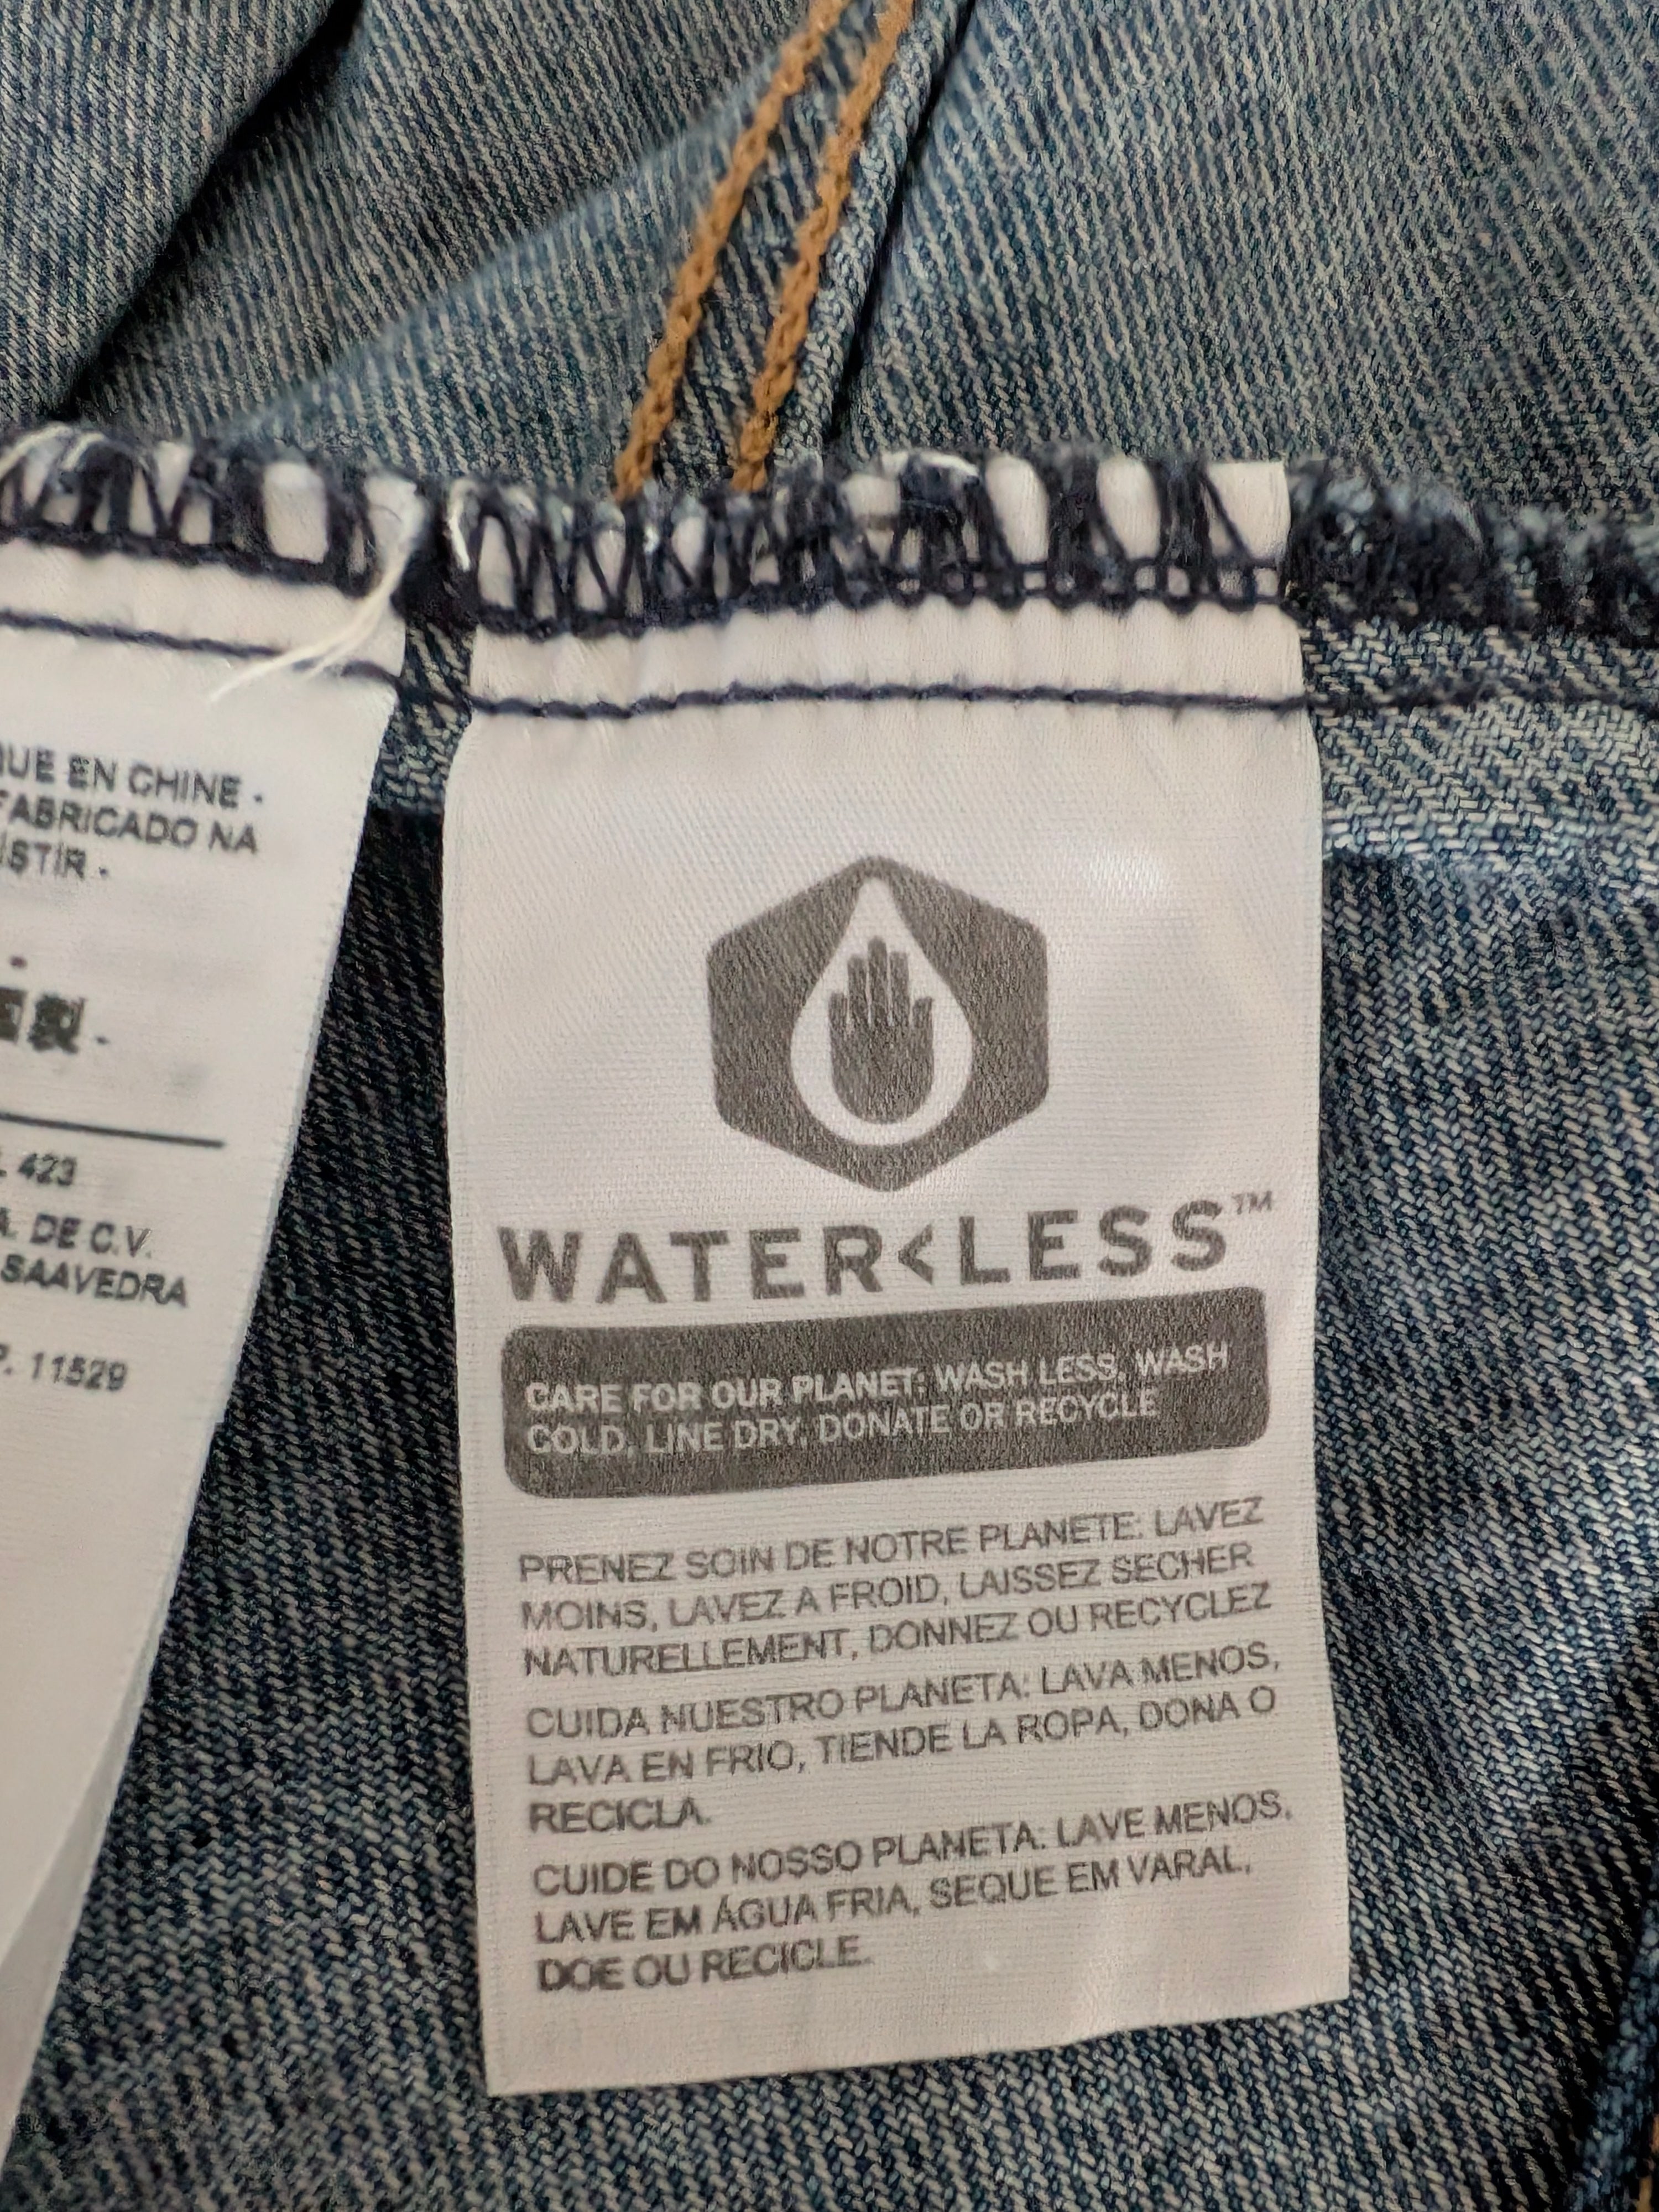 EN CHINE -
FABRICADO NA
製 -
423
DE C.V.
SAAVEDRA
11529
WATER<LESS™
CARE FOR OUR PLANET: WASH LESS, WASH
COLD, LINE DRY, DONATE OR RECYCLE
PRENEZ SOIN DE NOTRE PLANETE: LAVEZ
MOINS, LAVEZ A FROID, LAISSEZ SECHER
NATURELLEMENT, DONNEZ OU RECYCLEZ
CUIDA NUESTRO PLANETA: LAVA MENOS,
LAVA EN FRIO, TIENDE LA ROPA, DONA O
RECICLA.
CUIDE DO NOSSO PLANETA: LAVE MENOS,
LAVE EM ÁGUA FRIA, SEQUE EM VARAL,
DOE OU RECICLE.